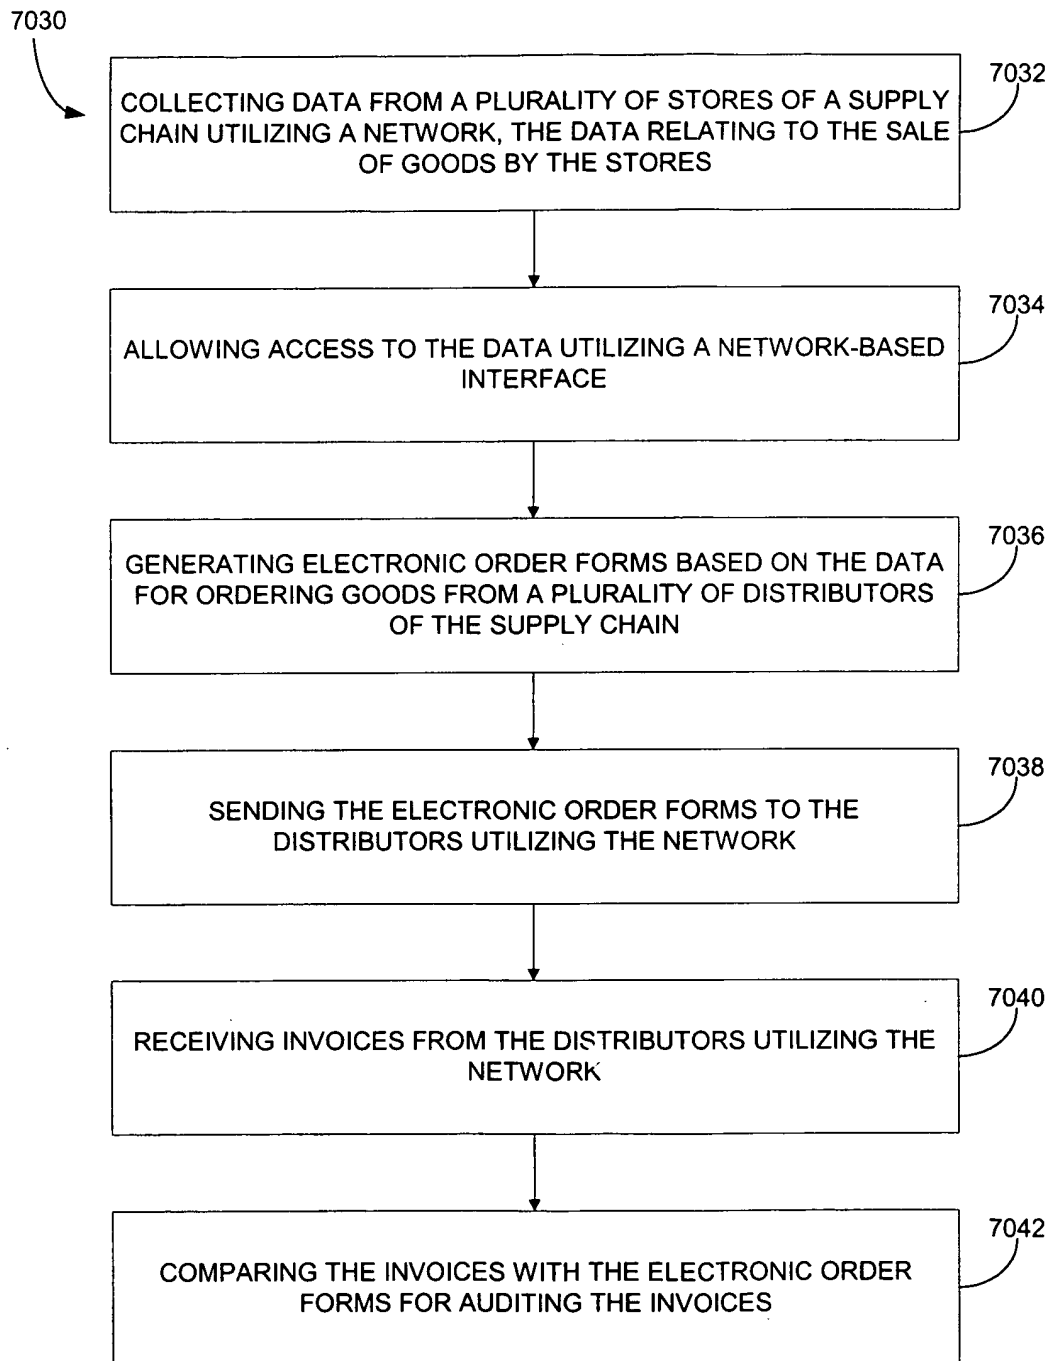 7030
7032
COLLECTING DATA FROM A PLURALITY OF STORES OF A SUPPLY
CHAIN UTILIZING A NETWORK, THE DATA RELATING TO THE SALE
OF GOODS BY THE STORES
7034
ALLOWING ACCESS TO THE DATA UTILIZING A NETWORK-BASED
INTERFACE
7036
GENERATING ELECTRONIC ORDER FORMS BASED ON THE DATA
FOR ORDERING GOODS FROM A PLURALITY OF DISTRIBUTORS
OF THE SUPPLY CHAIN
7038
SENDING THE ELECTRONIC ORDER FORMS TO THE
DISTRIBUTORS UTILIZING THE NETWORK
7040
RECEIVING INVOICES FROM THE DISTRIBUTORS UTILIZING THE
NETWORK
7042
COMPARING THE INVOICES WITH THE ELECTRONIC ORDER
FORMS FOR AUDITING THE INVOICES